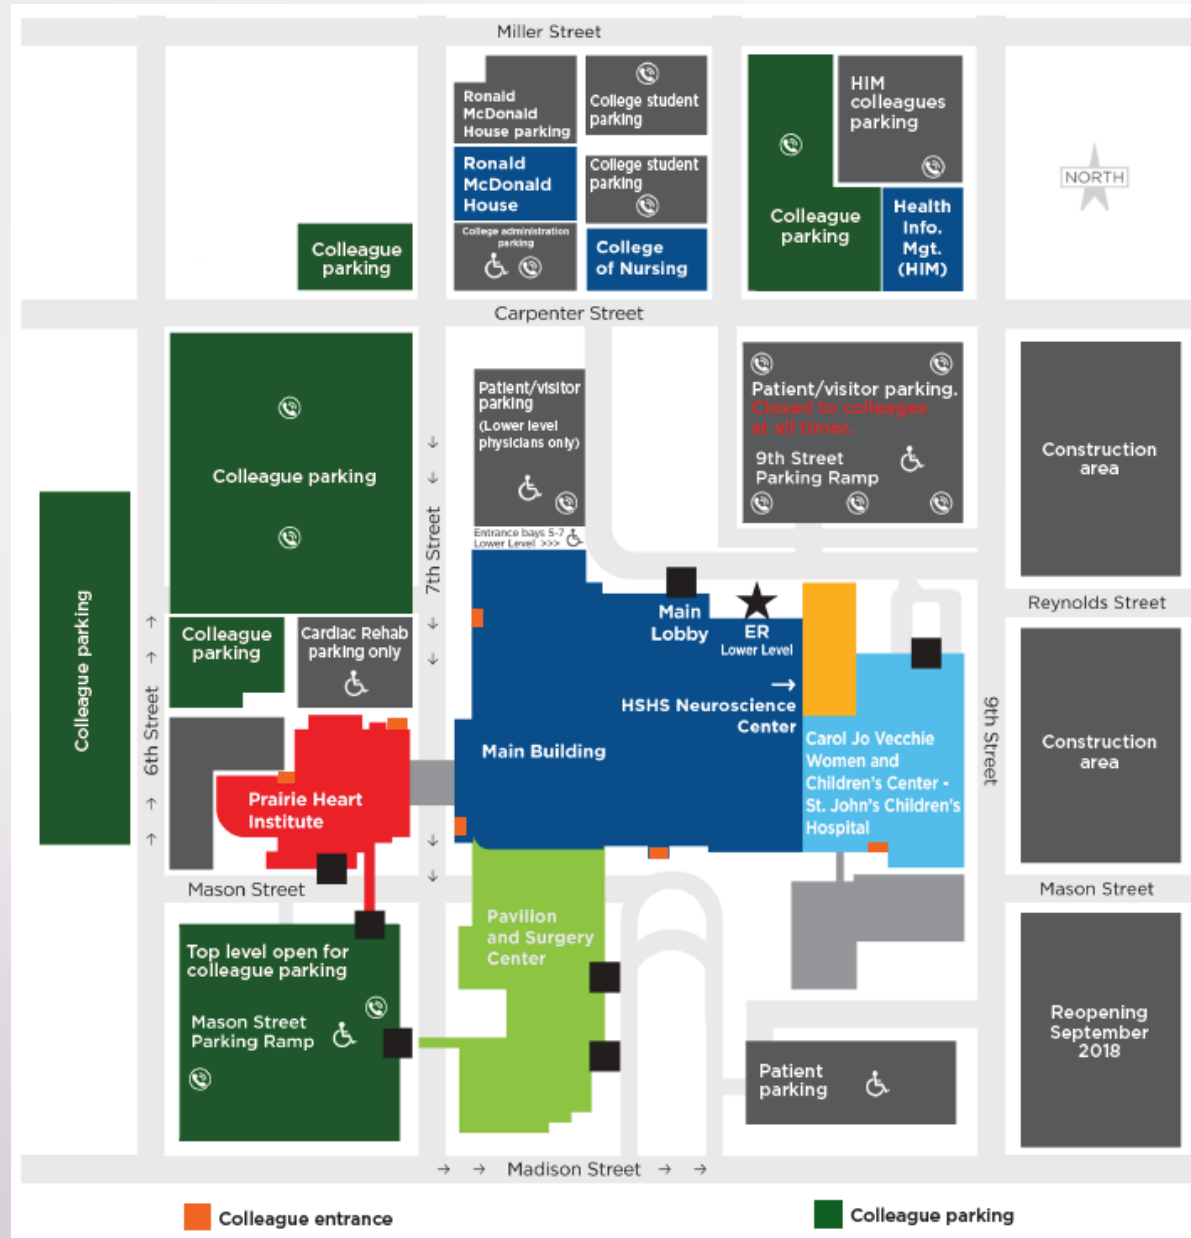 Miller Street
Ronald
McDonald
House parking
College student
parking
HIM
colleagues
parking
NORTH
Ronald
McDonald
House
College student
parking
Colleague
parking
Health
Info.
Mgt.
(HIM)
Colleague
parking
College administration
parking
College
of Nursing
Carpenter Street
Patient/visitor
parking
(Lower level
physicians only)
Patient/visitor parking.
Closed to colleages
at all times.
9th Street
Parking Ramp
Construction
area
Colleague parking
7th Street
Entrance bays 5-7
Lower Level >>>
Colleague parking
Reynolds Street
Main
Lobby
ER
Lower Level
Colleague
parking
Cardiac Rehab
parking only
6th Street
HSHS Neuroscience
Center
9th Street
Main Building
Carol Jo Vecchie
Women and
Children's Center -
St. John's Children's
Hospital
Construction
area
Prairie Heart
Institute
Mason Street
Mason Street
Pavilion
and Surgery
Center
Top level open for
colleague parking
Mason Street
Parking Ramp
Reopening
September
2018
Patient
parking
Madison Street
Colleague entrance
Colleague parking